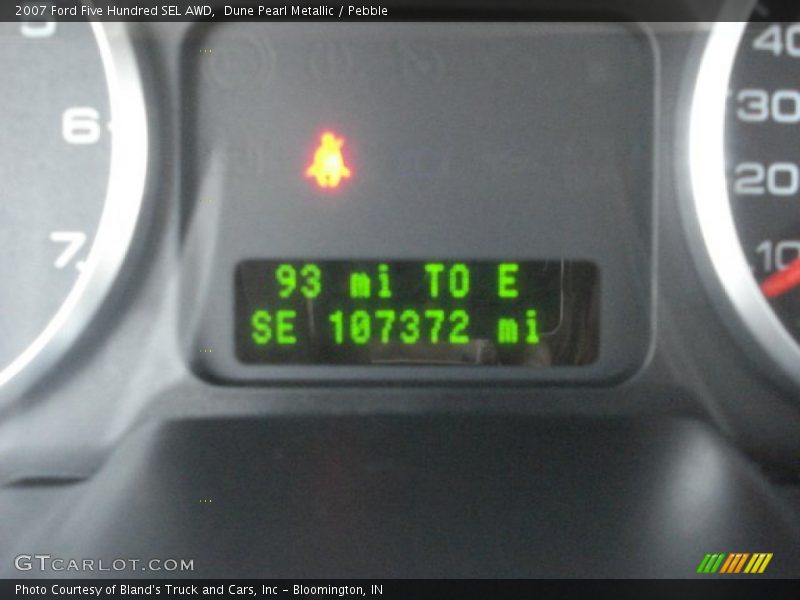 2007 Ford Five Hundred SEL AWD, Dune Pearl Metallic / Pebble
6
7
40
30
20
10
93 mi TO E
SE 107372 mi
GTCARLOT.COM
Photo Courtesy of Bland's Truck and Cars, Inc - Bloomington, IN